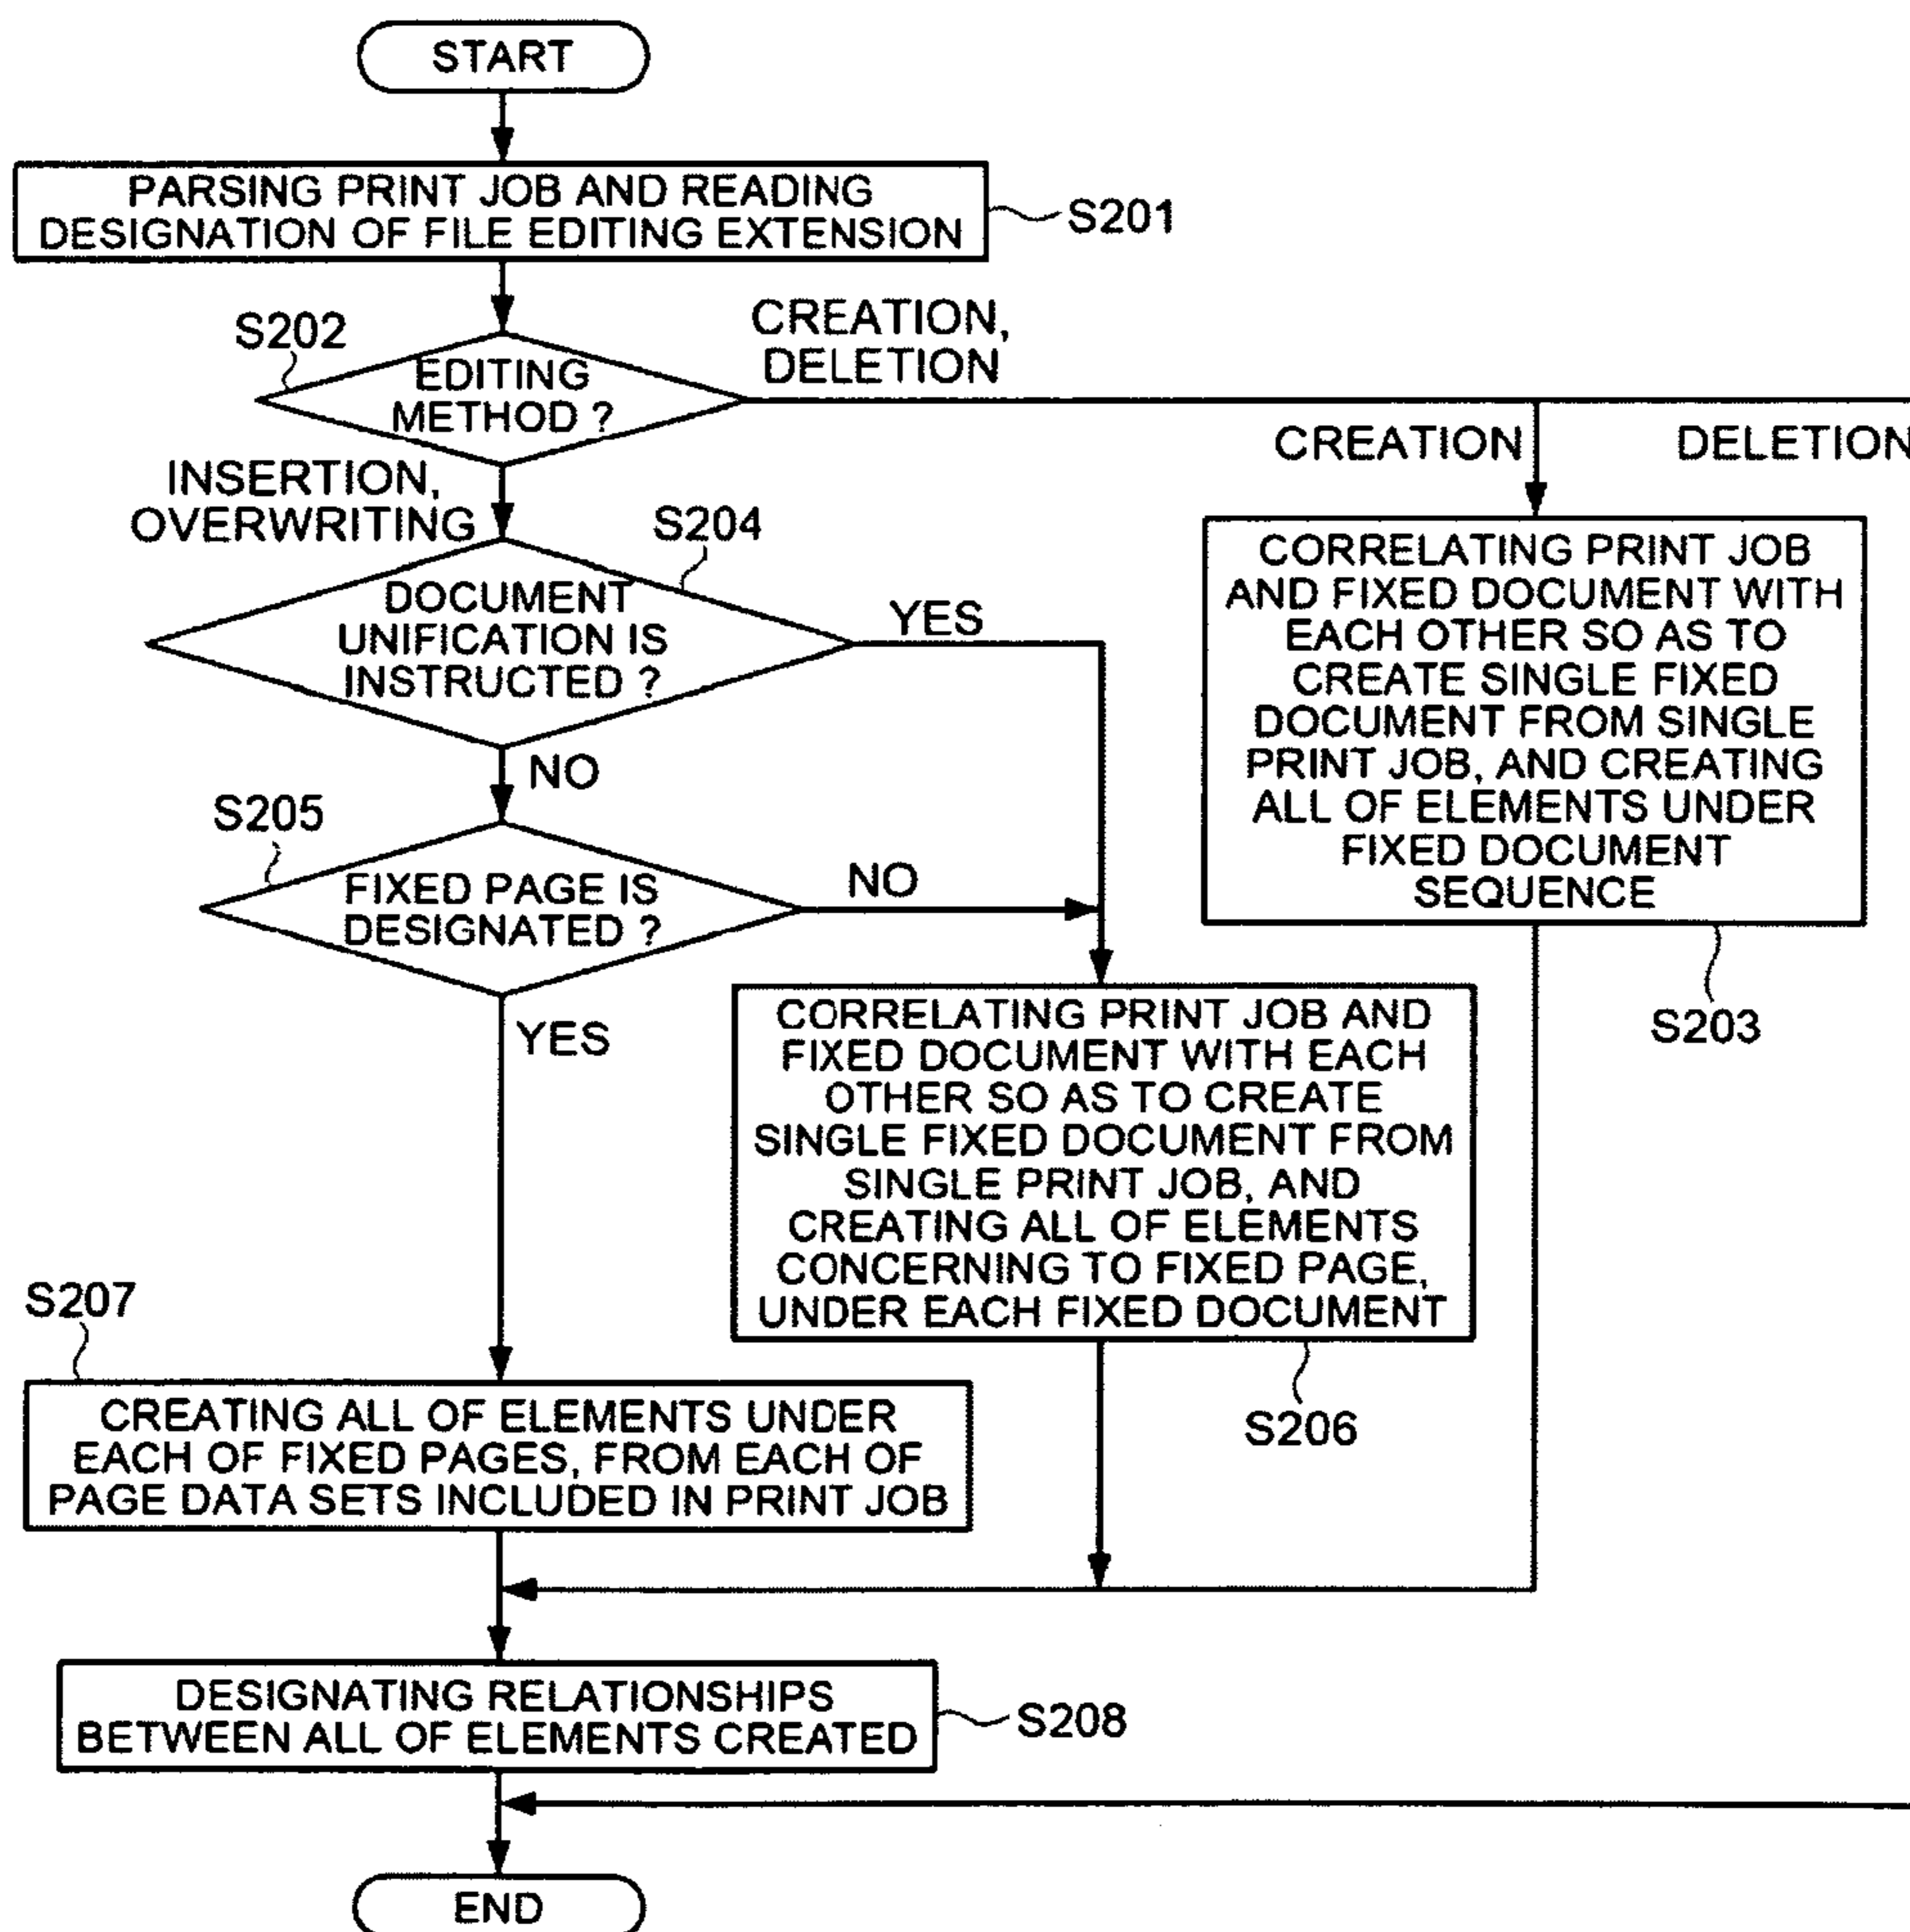 START
PARSING PRINT JOB AND READING
DESIGNATION OF FILE EDITING EXTENSION
S201
S202
EDITING
METHOD ?
CREATION,
DELETION
CREATION
DELETION
INSERTION,
OVERWRITING
S204
DOCUMENT
UNIFICATION IS
INSTRUCTED ?
YES
NO
CORRELATING PRINT JOB
AND FIXED DOCUMENT WITH
EACH OTHER SO AS TO
CREATE SINGLE FIXED
DOCUMENT FROM SINGLE
PRINT JOB, AND CREATING
ALL OF ELEMENTS UNDER
FIXED DOCUMENT
SEQUENCE
S203
S205
FIXED PAGE IS
DESIGNATED ?
NO
YES
CORRELATING PRINT JOB AND
FIXED DOCUMENT WITH EACH
OTHER SO AS TO CREATE
SINGLE FIXED DOCUMENT FROM
SINGLE PRINT JOB, AND
CREATING ALL OF ELEMENTS
CONCERNING TO FIXED PAGE,
UNDER EACH FIXED DOCUMENT
S206
S207
CREATING ALL OF ELEMENTS UNDER
EACH OF FIXED PAGES, FROM EACH OF
PAGE DATA SETS INCLUDED IN PRINT JOB
DESIGNATING RELATIONSHIPS
BETWEEN ALL OF ELEMENTS CREATED
S208
END